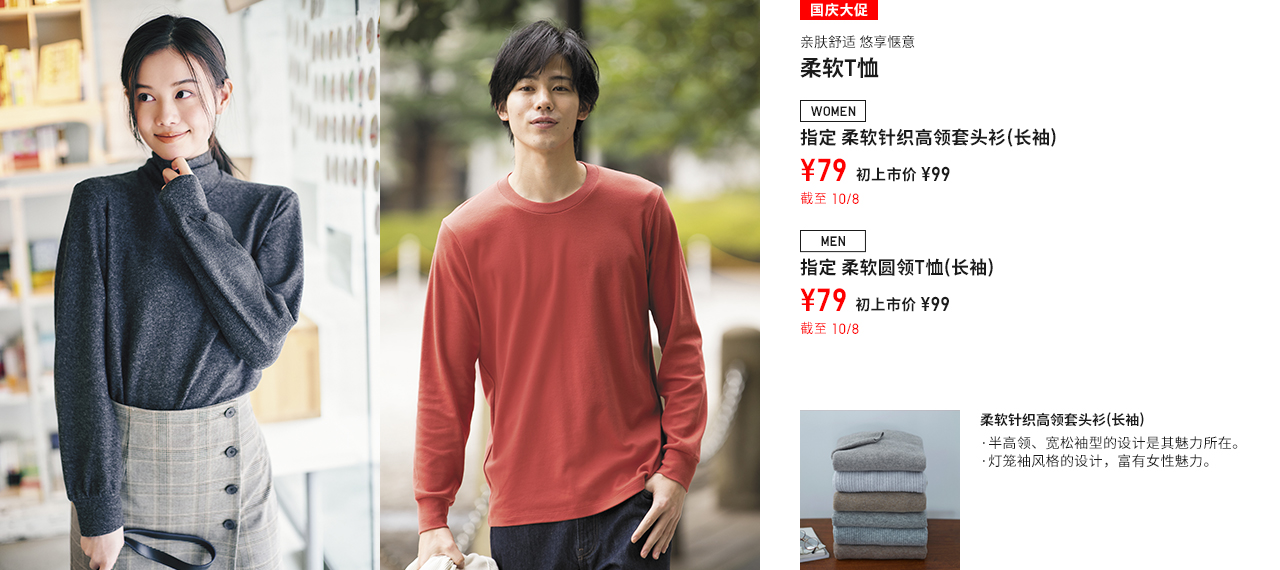 国庆大促
亲肤舒适 悠享惬意
柔软T恤
WOMEN
指定 柔软针织高领套头衫(长袖)
¥79 初上市价 ¥99
截至 10/8
MEN
指定 柔软圆领T恤(长袖)
¥79 初上市价 ¥99
截至 10/8
柔软针织高领套头衫(长袖)
·半高领、宽松袖型的设计是其魅力所在。
·灯笼袖风格的设计，富有女性魅力。